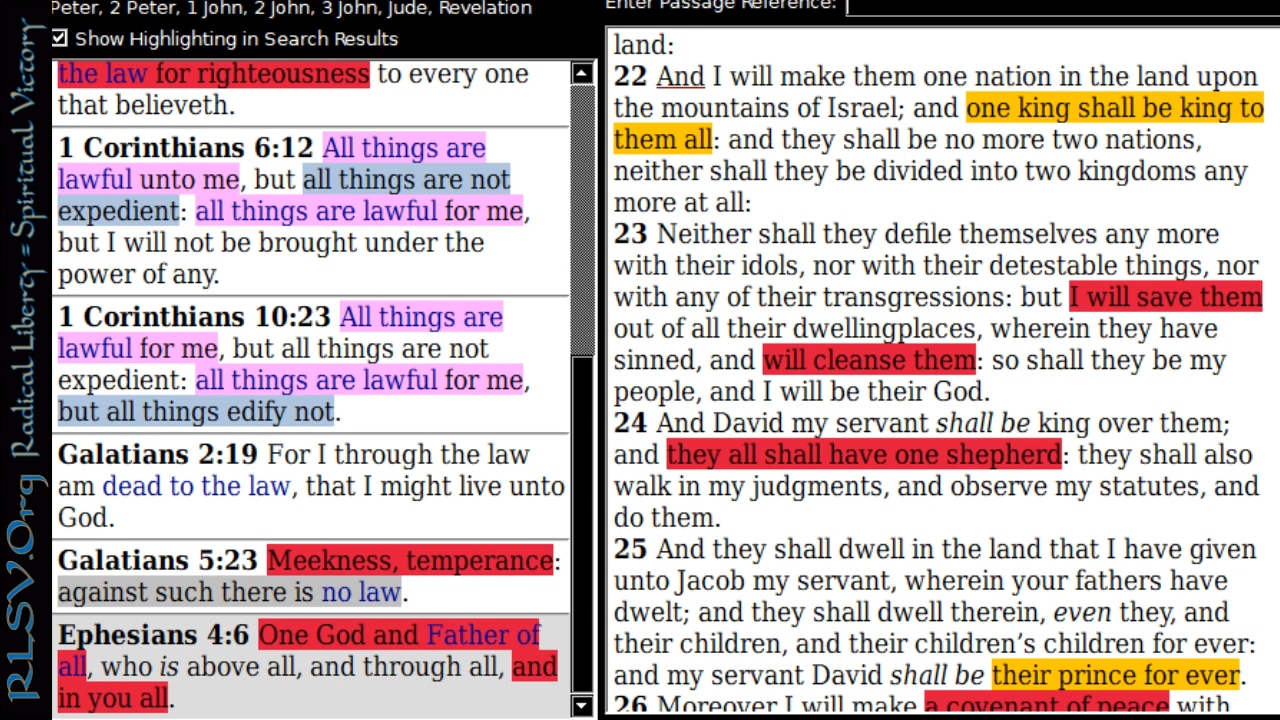 RLSV.Org Radical Liberty = Spiritual Victory
Peter, 2 Peter, 1 John, 2 John, 3 John, Jude, Revelation
Show Highlighting in Search Results
the law for righteousness to every one
that believeth.
1 Corinthians 6:12 All things are
lawful unto me, but all things are not
expedient: all things are lawful for me,
but I will not be brought under the
power of any.
1 Corinthians 10:23 All things are
lawful for me, but all things are not
expedient: all things are lawful for me,
but all things edify not.
Galatians 2:19 For I through the law
am dead to the law, that I might live unto
God.
Galatians 5:23 Meekness, temperance:
against such there is no law.
Ephesians 4:6 One God and Father of
all, who is above all, and through all, and
in you all.
Enter Passage Reference:
land:
22 And I will make them one nation in the land upon
the mountains of Israel; and one king shall be king to
them all: and they shall be no more two nations,
neither shall they be divided into two kingdoms any
more at all:
23 Neither shall they defile themselves any more
with their idols, nor with their detestable things, nor
with any of their transgressions: but I will save them
out of all their dwellingplaces, wherein they have
sinned, and will cleanse them: so shall they be my
people, and I will be their God.
24 And David my servant shall be king over them;
and they all shall have one shepherd: they shall also
walk in my judgments, and observe my statutes, and
do them.
25 And they shall dwell in the land that I have given
unto Jacob my servant, wherein your fathers have
dwelt; and they shall dwell therein, even they, and
their children, and their children’s children for ever:
and my servant David shall be their prince for ever.
26 Moreover I will make a covenant of peace with